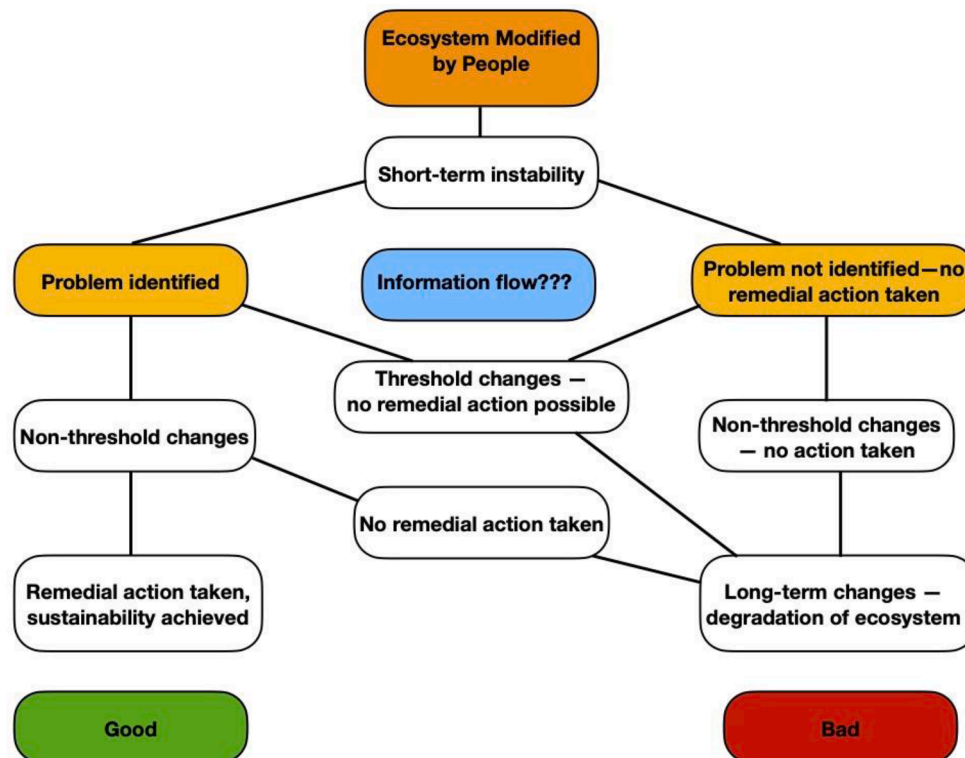 Ecosystem Modified
by People
Short-term instability
Problem identified
Information flow???
Problem not identified—no
remedial action taken
Threshold changes —
no remedial action possible
Non-threshold changes
Non-threshold changes
— no action taken
No remedial action taken
Remedial action taken,
sustainability achieved
Long-term changes —
degradation of ecosystem
Good
Bad